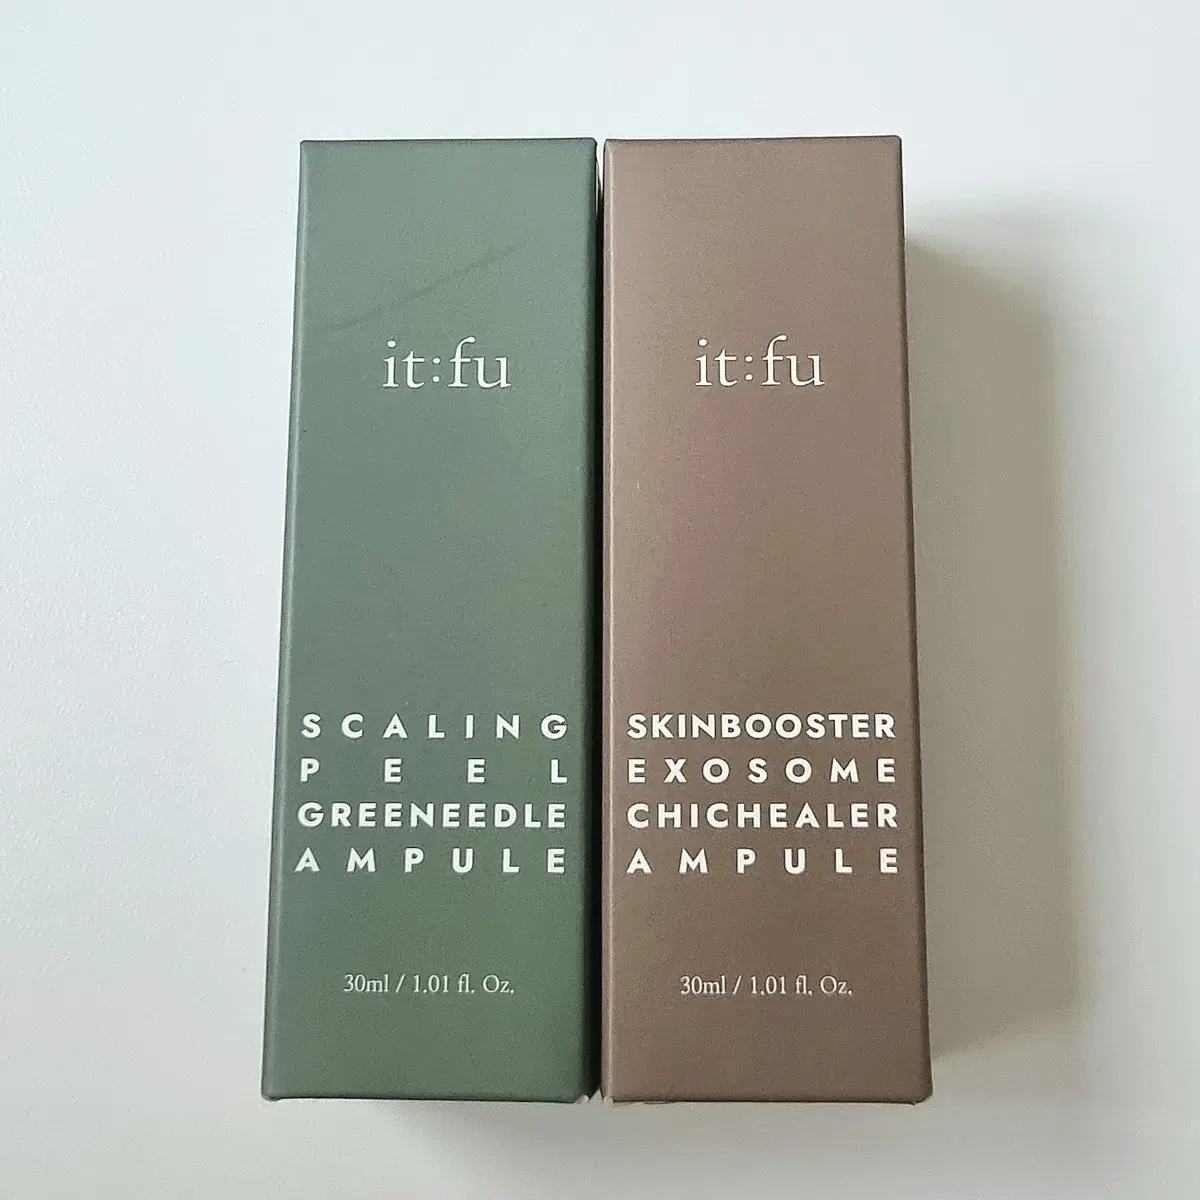 it:fu
SCALING
PEEL
GREENEEDLE
AMPULE
30ml / 1.01 fl. Oz.
it:fu
SKINBOOSTER
EXOSOME
CHICHEALER
AMPULE
30ml / 1.01 fl. Oz.